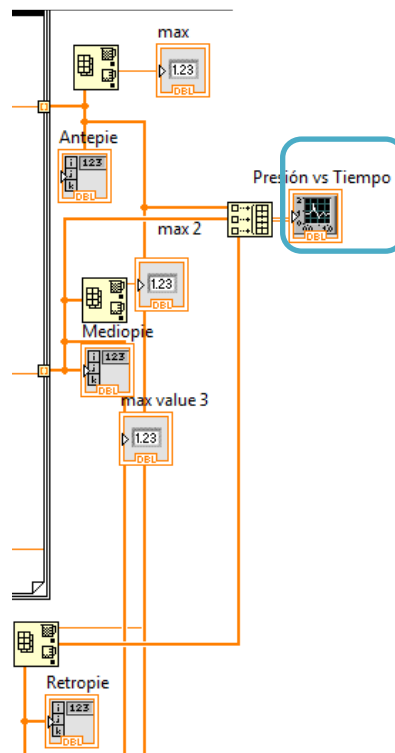 max
1.23
DBL
Antepie
i
j
k
123
DBL
Presión vs Tiempo
DBL
max 2
1.23
DBL
Mediopie
i
j
k
123
DBL
max value 3
1.23
DBL
Retropie
i
j
k
123
DBL